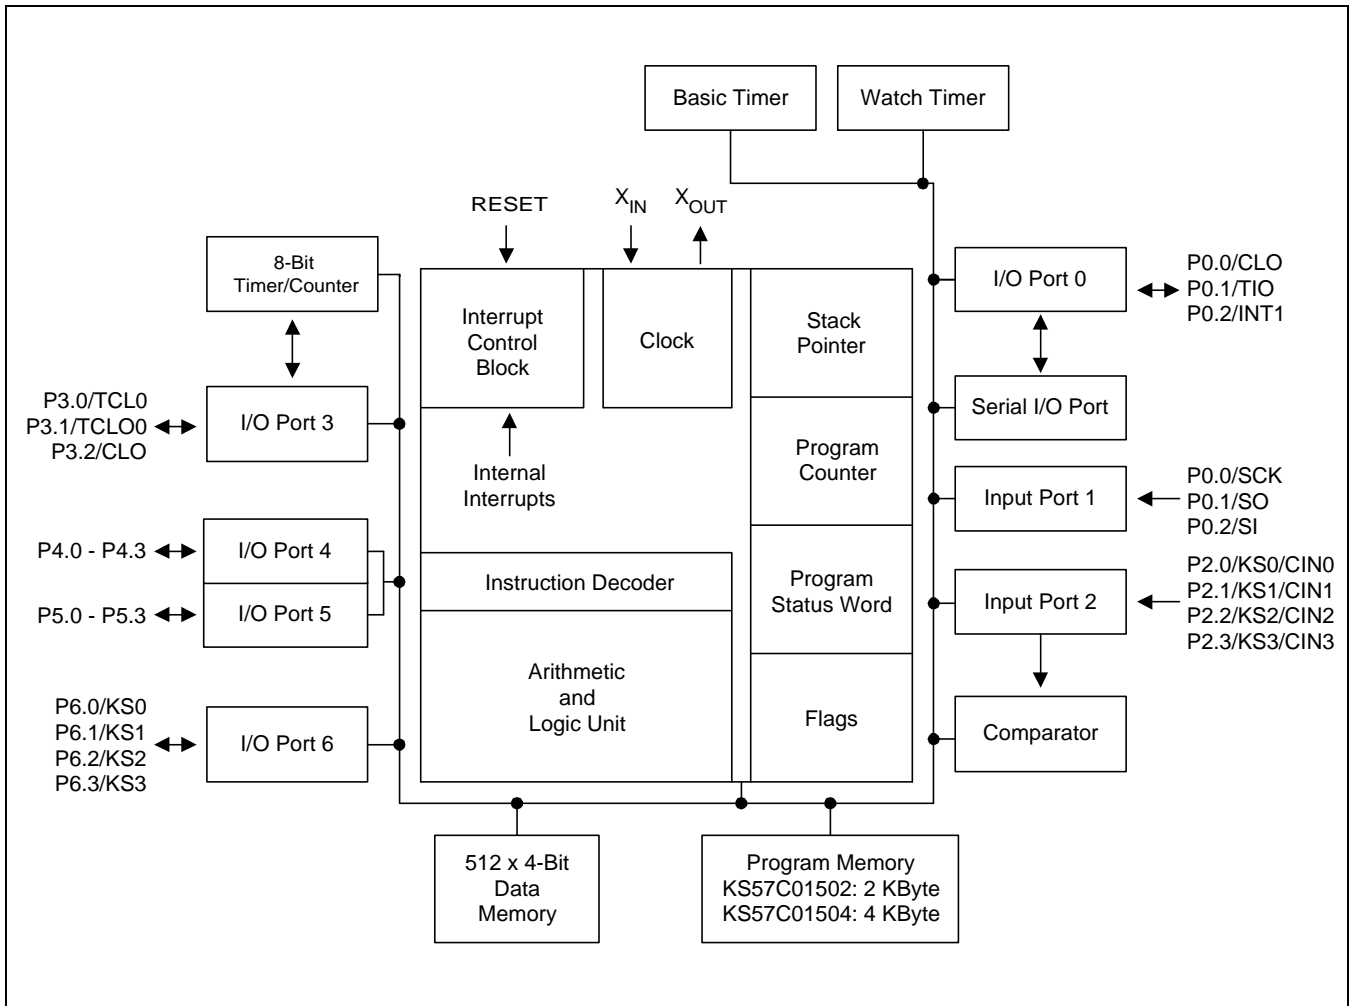 Basic Timer
Watch Timer
RESET
XIN
XOUT
8-Bit
Timer/Counter
Interrupt
Control
Block
Clock
Stack
Pointer
I/O Port 0
P0.0/CLO
P0.1/TIO
P0.2/INT1
P3.0/TCL0
P3.1/TCLO0
P3.2/CLO
I/O Port 3
Internal
Interrupts
Program
Counter
Serial I/O Port
Input Port 1
P0.0/SCK
P0.1/SO
P0.2/SI
P4.0 - P4.3
I/O Port 4
P5.0 - P5.3
I/O Port 5
Instruction Decoder
Program
Status Word
Input Port 2
P2.0/KS0/CIN0
P2.1/KS1/CIN1
P2.2/KS2/CIN2
P2.3/KS3/CIN3
P6.0/KS0
P6.1/KS1
P6.2/KS2
P6.3/KS3
I/O Port 6
Arithmetic
and
Logic Unit
Flags
Comparator
512 x 4-Bit
Data
Memory
Program Memory
KS57C01502: 2 KByte
KS57C01504: 4 KByte